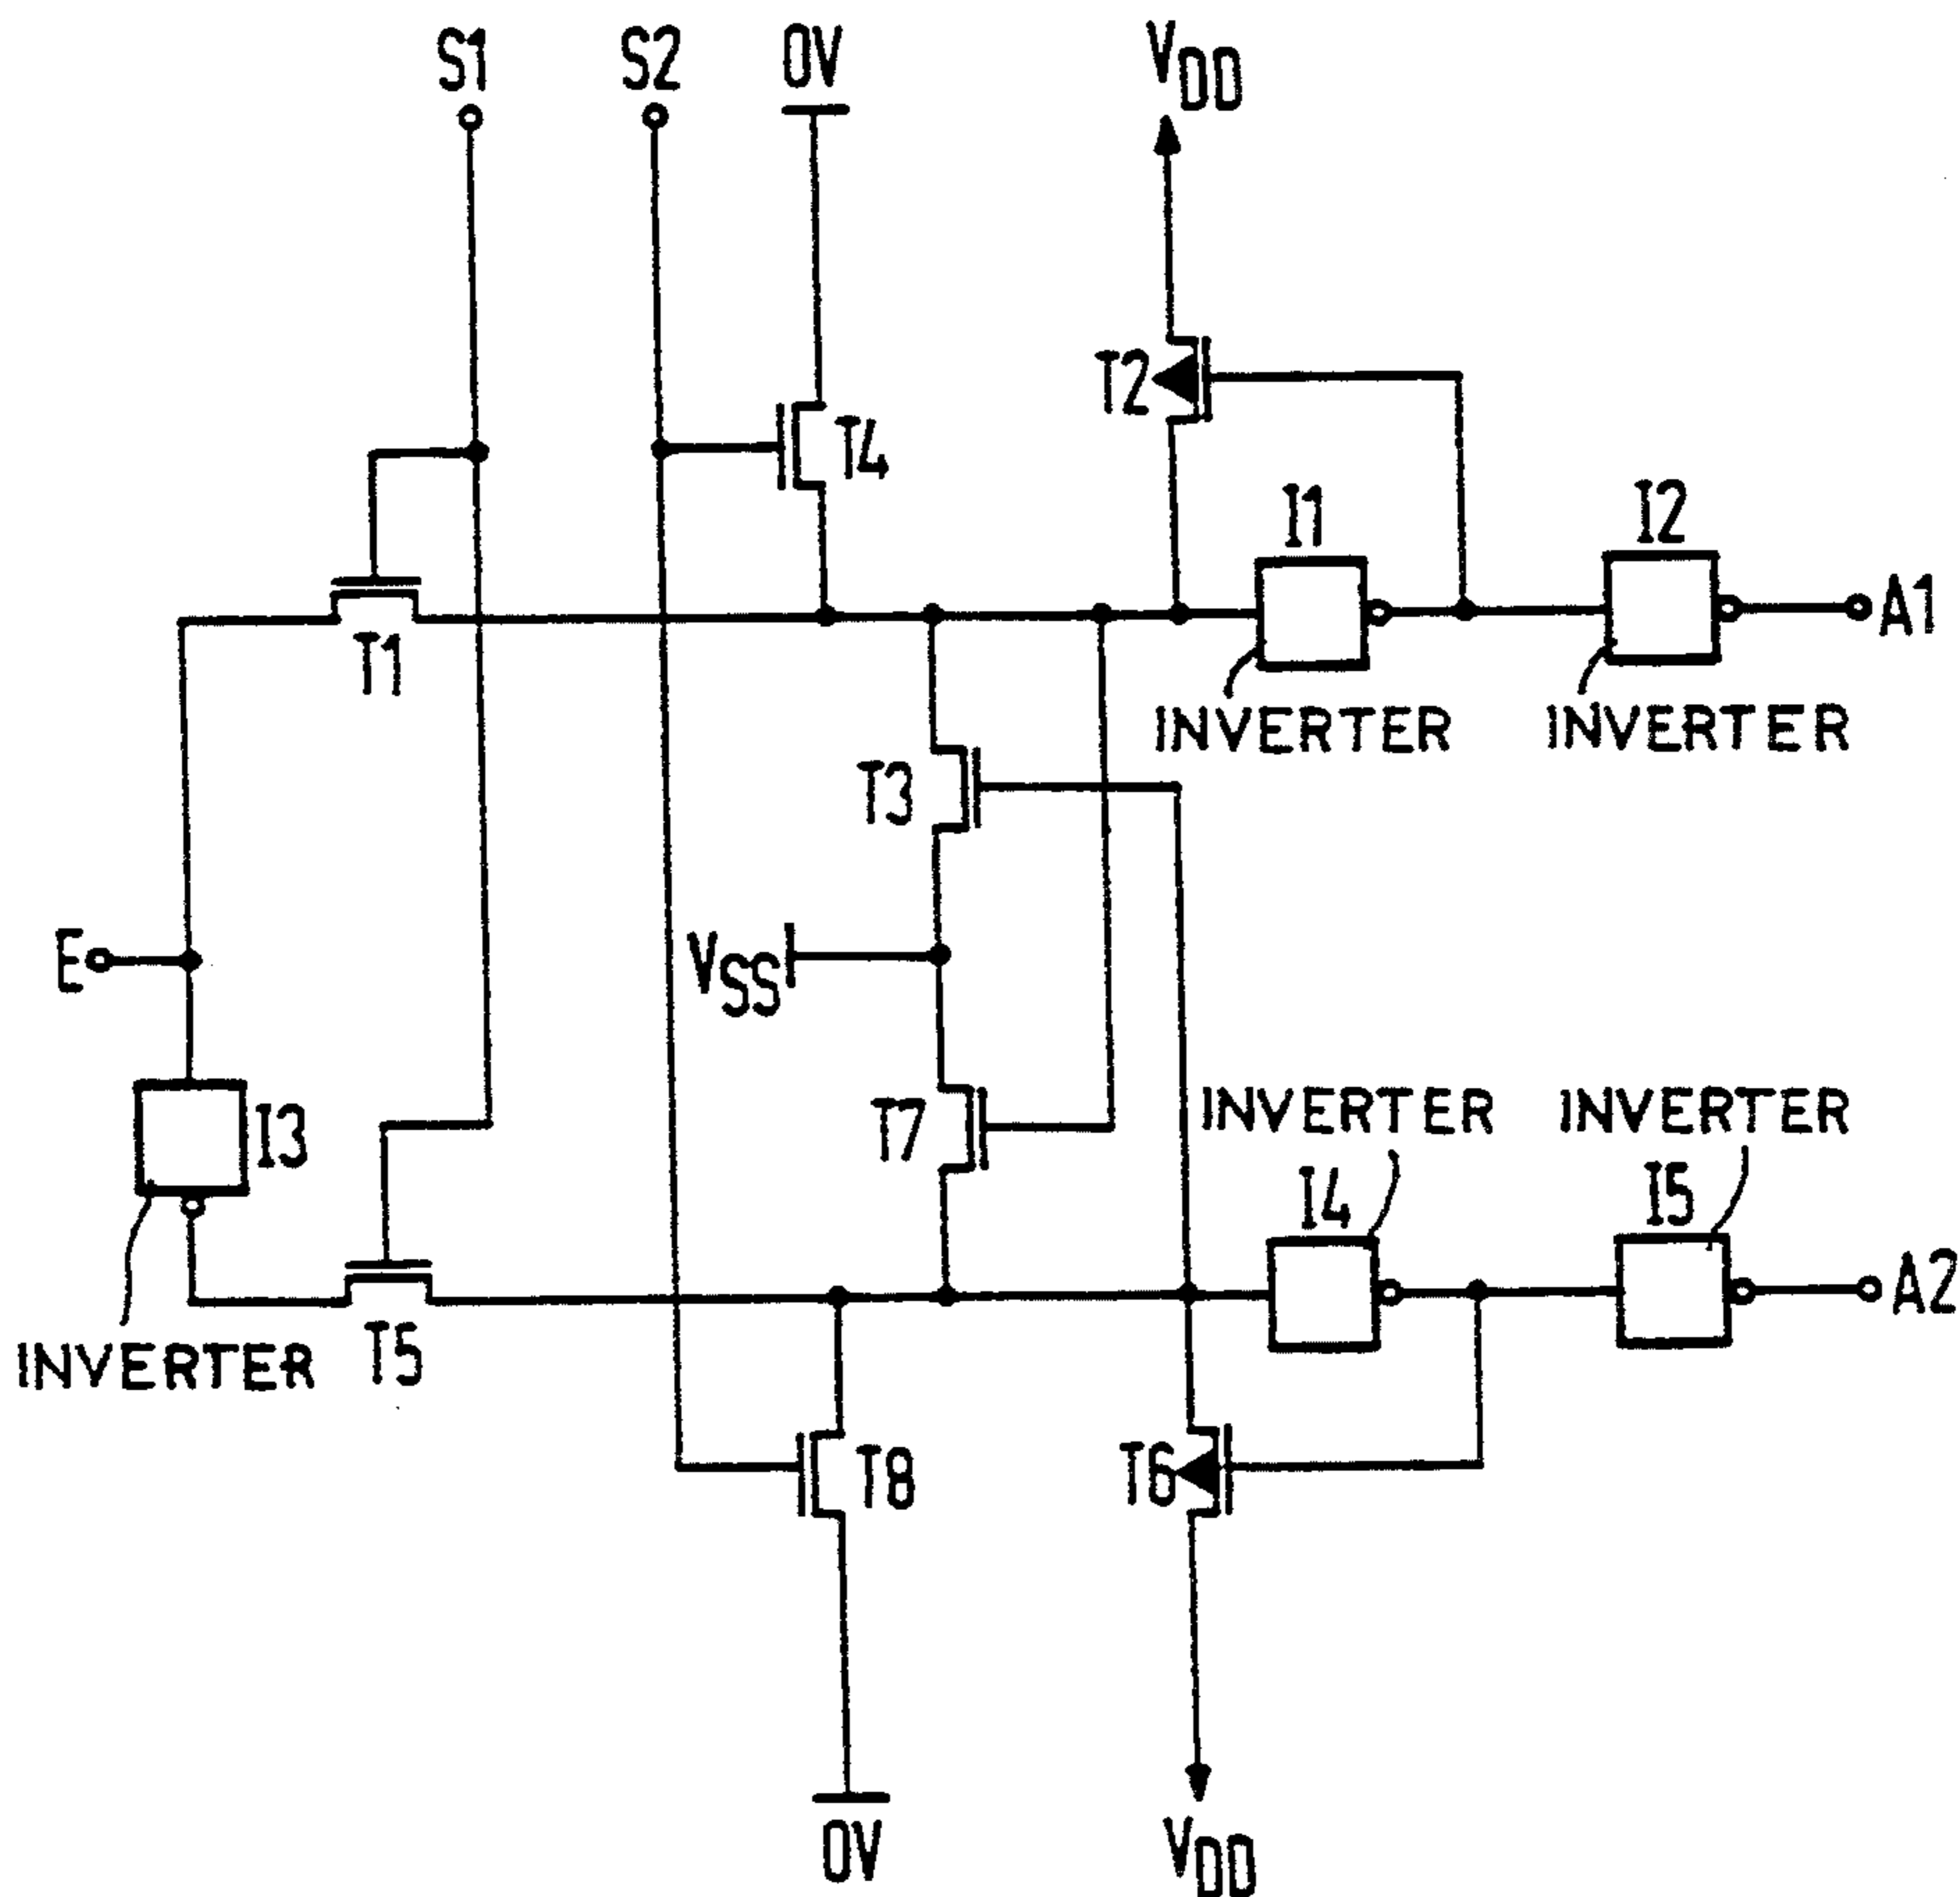 S1 S2 0V VDD
T2
T4
I1 I2
A1
T1
INVERTER INVERTER
T3
E
VSS
INVERTER INVERTER
T7
I3
I4 I5
A2
INVERTER
T5
T8 T6
0V VDD